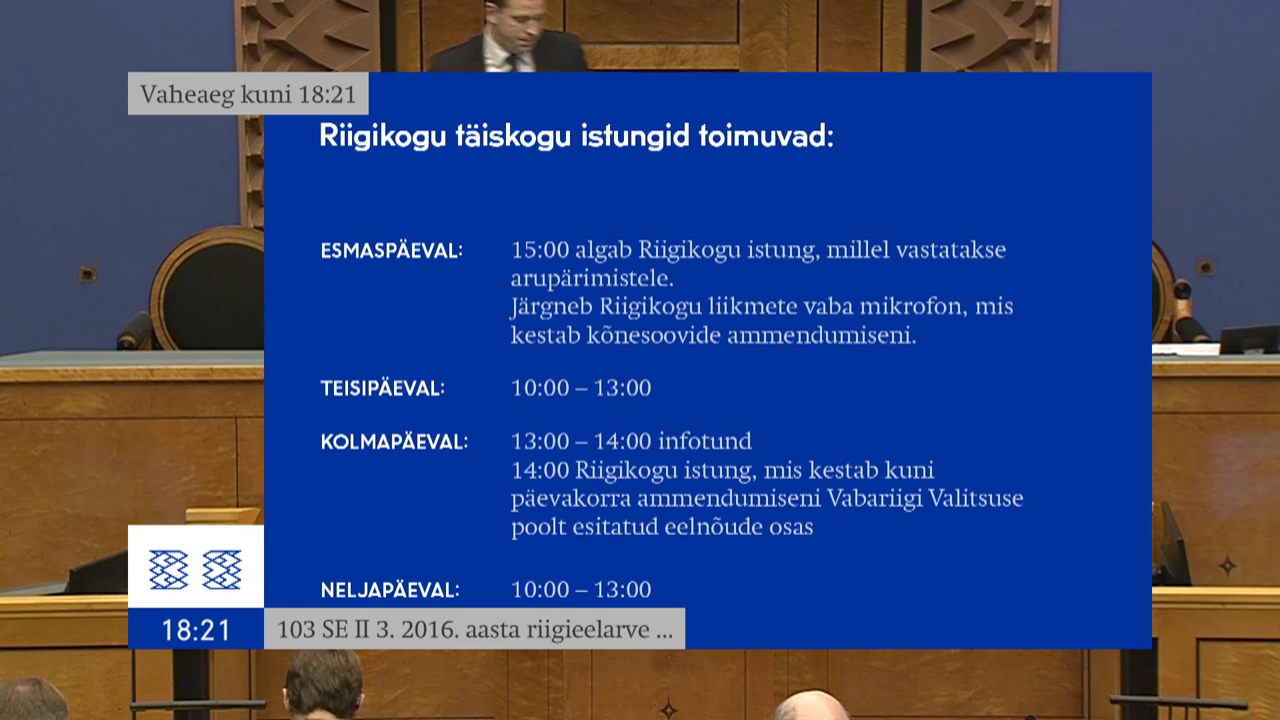 Vaheaeg kuni 18:21
Riigikogu täiskogu istungid toimuvad:
ESMASPÄEVAL: 15:00 algab Riigikogu istung, millel vastatakse
arupärimistele.
Järgneb Riigikogu liikmete vaba mikrofon, mis
kestab kõnesoovide ammendumiseni.
TEISIPÄEVAL: 10:00 – 13:00
KOLMAPÄEVAL: 13:00 – 14:00 infotund
14:00 Riigikogu istung, mis kestab kuni
päevakorra ammendumiseni Vabariigi Valitsuse
poolt esitatud eelnõude osas
NELJAPÄEVAL: 10:00 – 13:00
18:21 103 SE II 3. 2016. aasta riigieelarve ...